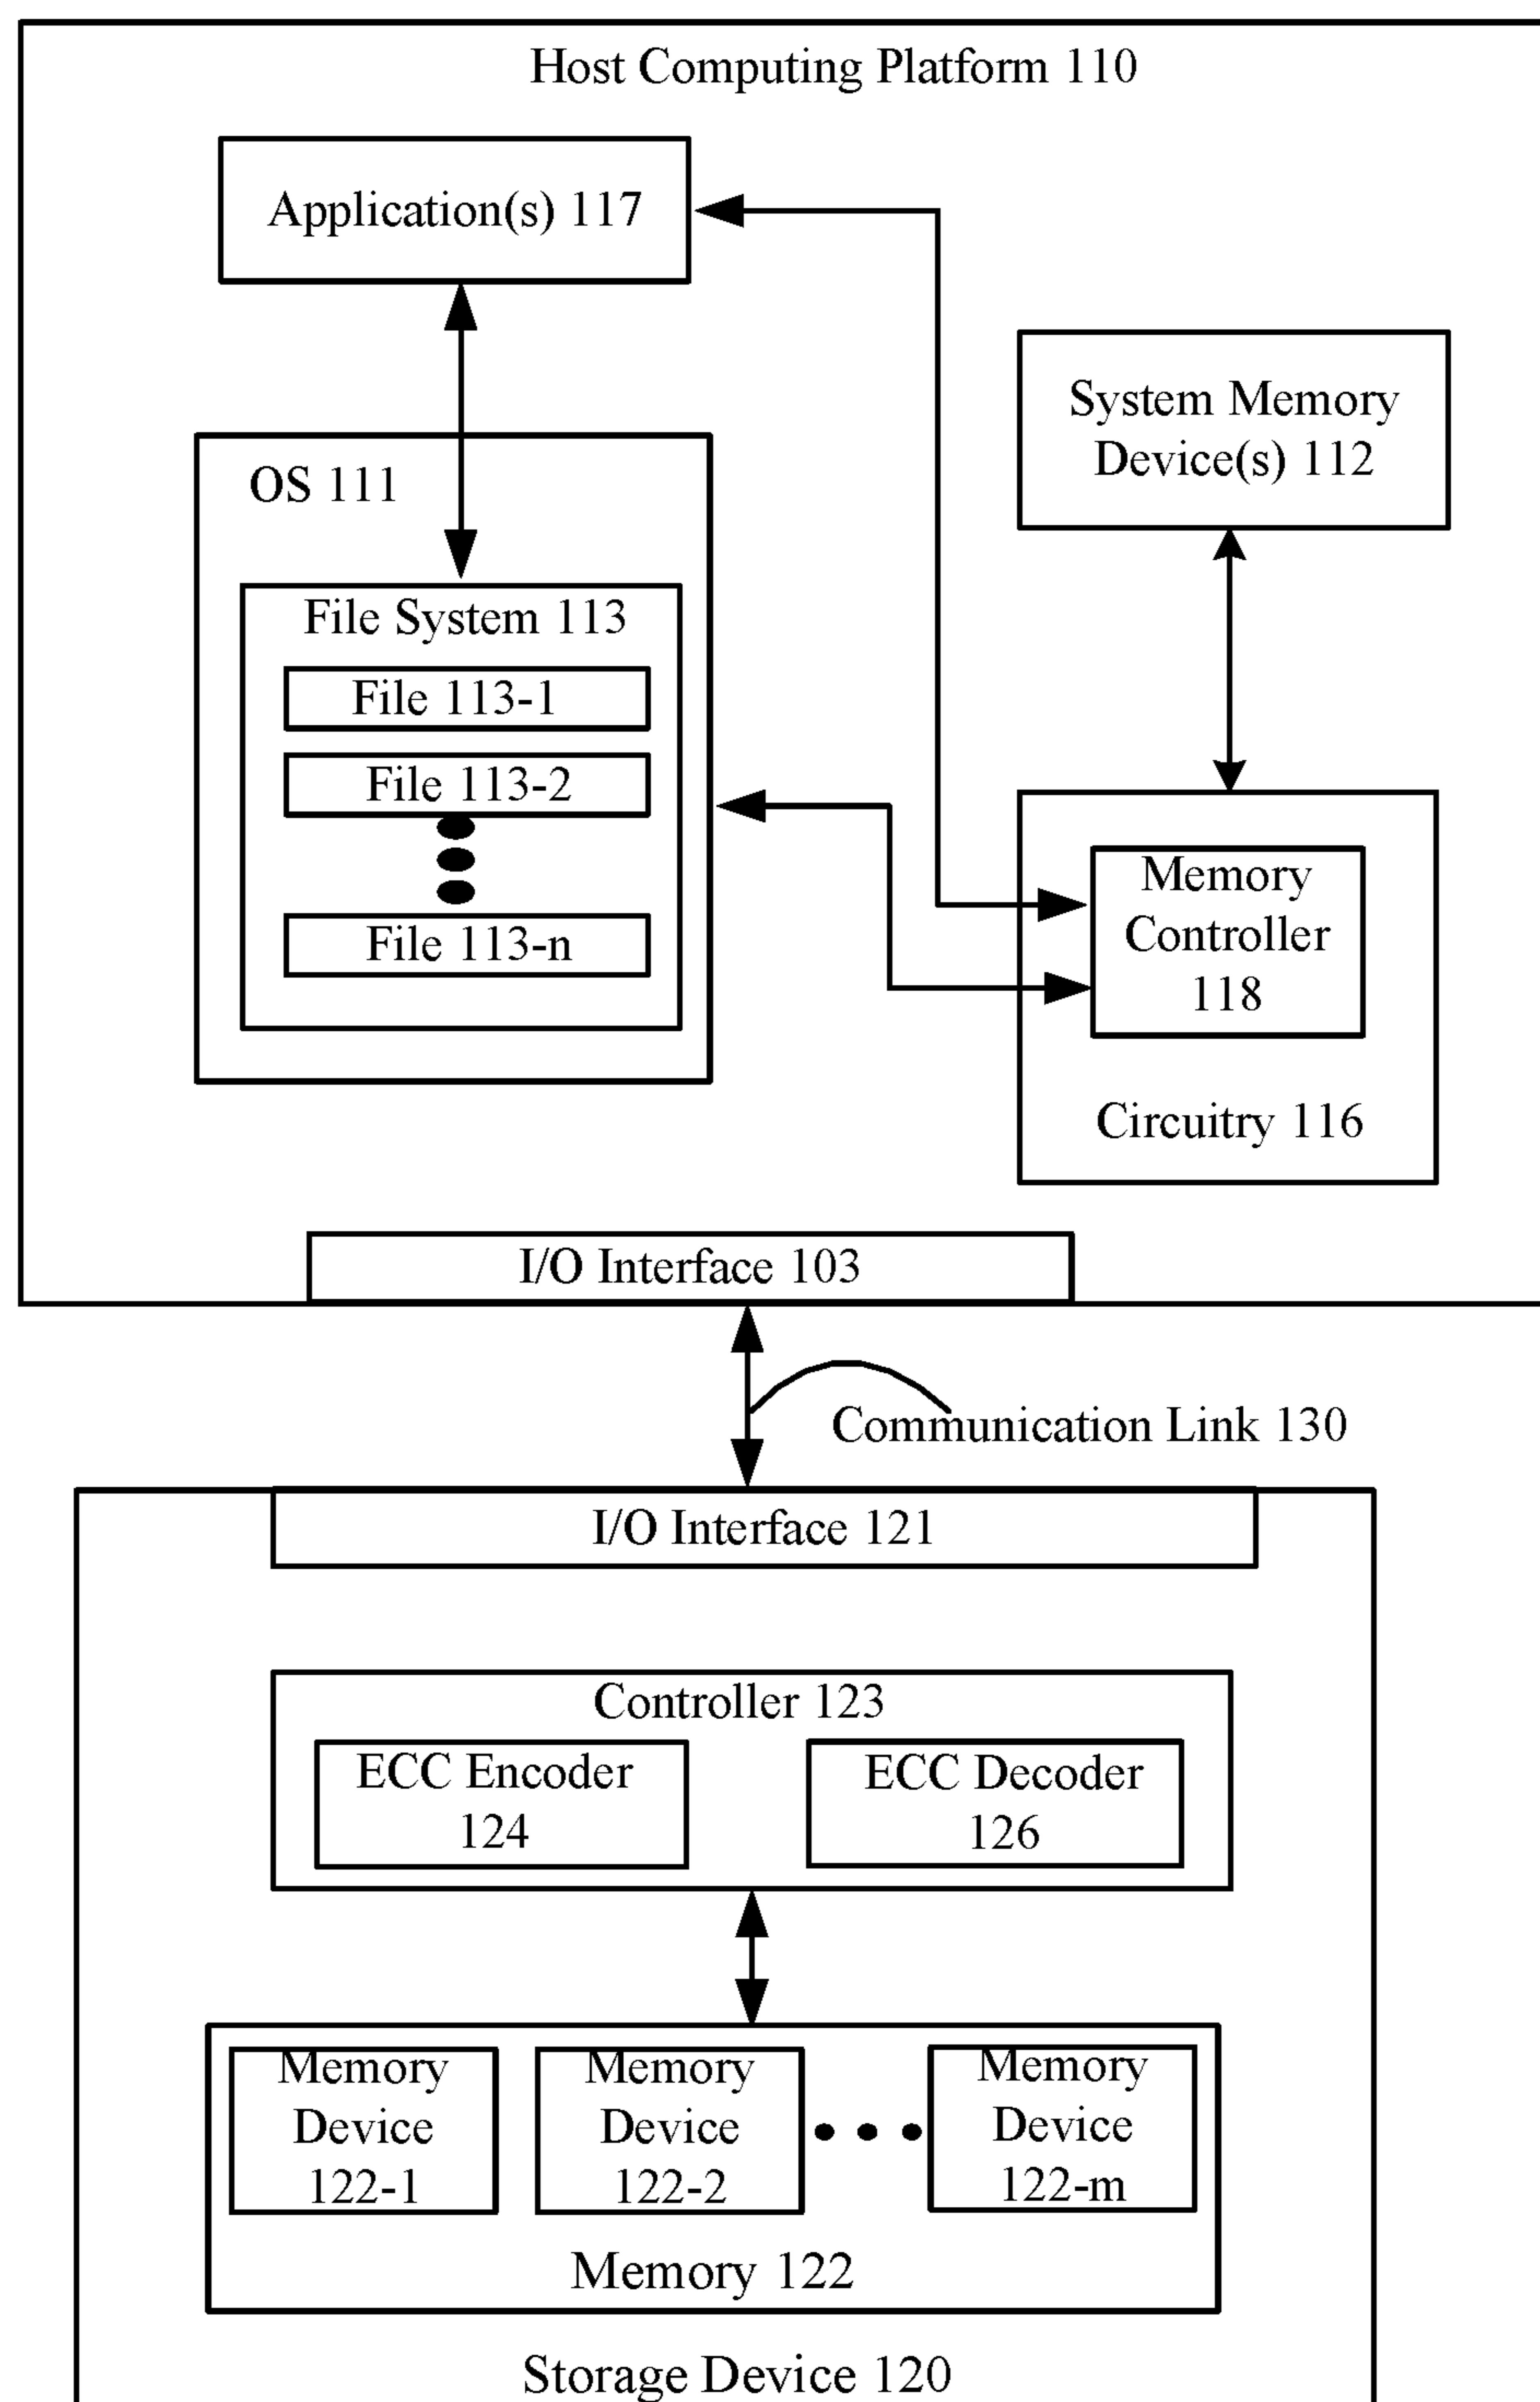 Host Computing Platform 110
Application(s) 117
System Memory
Device(s) 112
OS 111
File System 113
File 113-1
File 113-2
File 113-n
Memory
Controller
118
Circuitry 116
I/O Interface 103
Communication Link 130
I/O Interface 121
Controller 123
ECC Encoder
124
ECC Decoder
126
Memory
Device
122-1
Memory
Device
122-2
Memory
Device
122-m
Memory 122
Storage Device 120